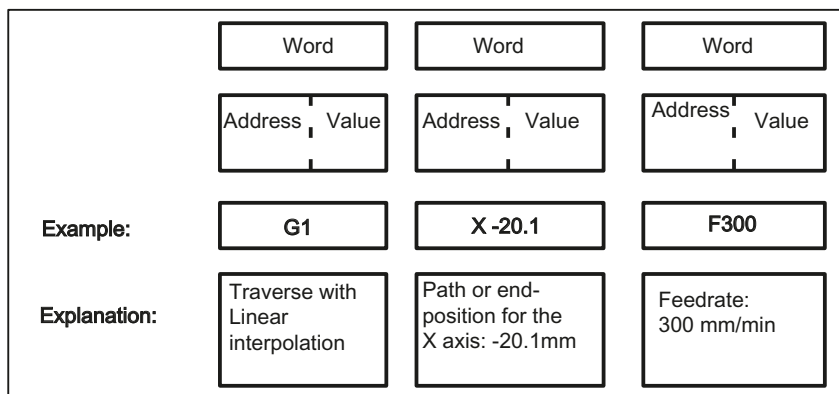 Word Word Word
Address Value Address Value Address Value
Example: G1 X -20.1 F300
Explanation:
Traverse with
Linear
interpolation
Path or end-
position for the
X axis: -20.1mm
Feedrate:
300 mm/min